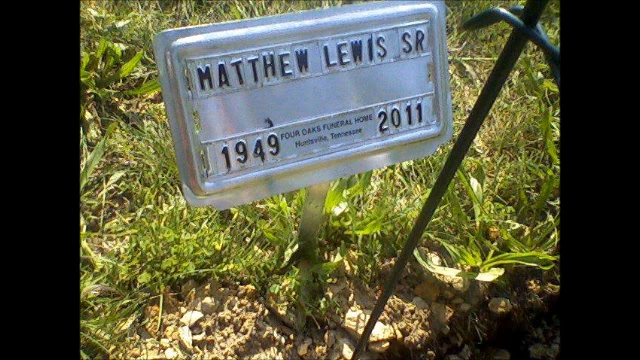 MATTHEW LEWIS SR
FOUR OAKS FUNERAL HOME
Huntsville, Tennessee
1949 2011